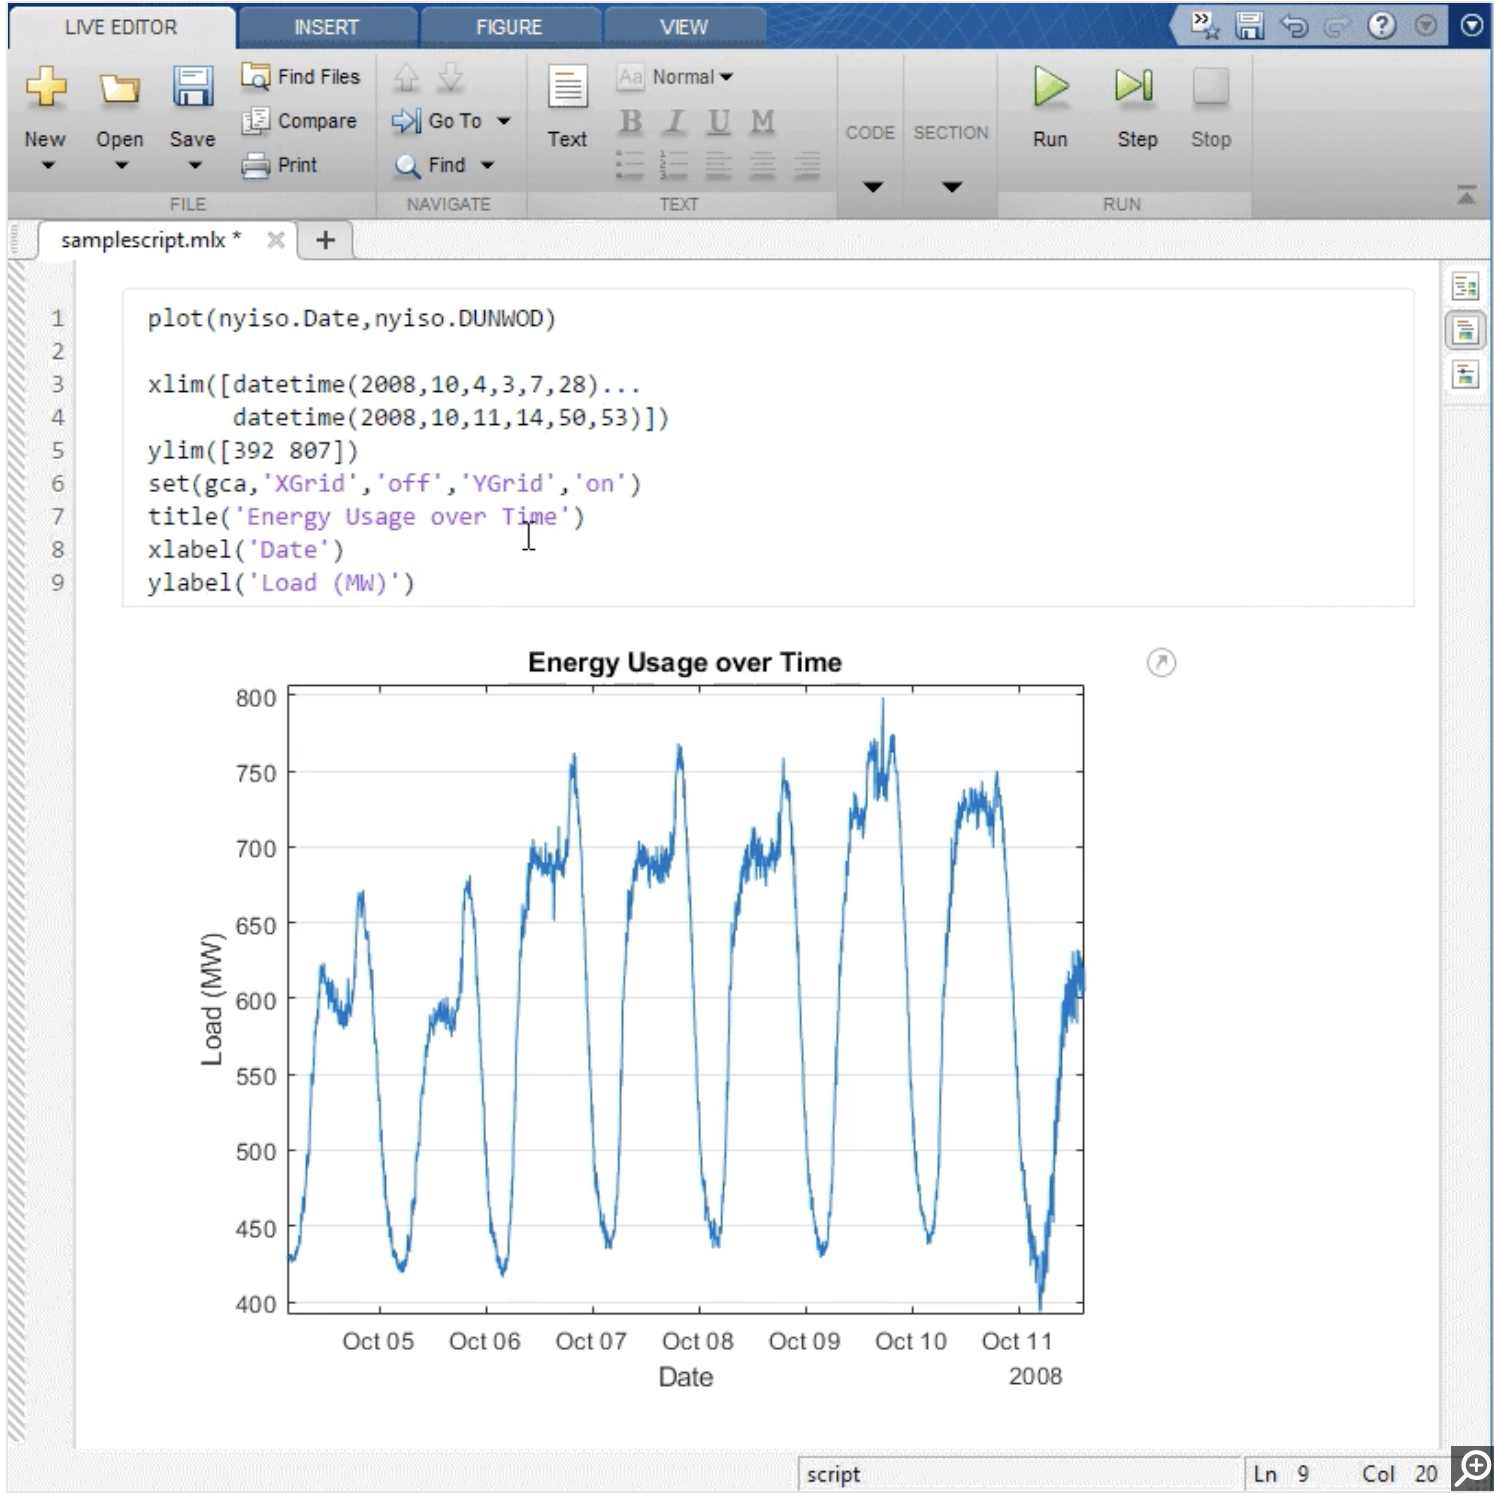 LIVE EDITOR INSERT FIGURE VIEW
New Open Save Find Files Compare Print
Go To Find
Text Aa Normal
B I U M
CODE SECTION
Run Step Stop
FILE NAVIGATE TEXT RUN
samplescript.mlx *
1 plot(nyiso.Date,nyiso.DUNWOD)
2
3 xlim([datetime(2008,10,4,3,7,28)...
4 datetime(2008,10,11,14,50,53)])
5 ylim([392 807])
6 set(gca,'XGrid','off','YGrid','on')
7 title('Energy Usage over Time')
8 xlabel('Date')
9 ylabel('Load (MW)')
Energy Usage over Time
800
750
700
650
600
550
500
450
400
Load (MW)
Oct 05 Oct 06 Oct 07 Oct 08 Oct 09 Oct 10 Oct 11
Date 2008
script Ln 9 Col 20